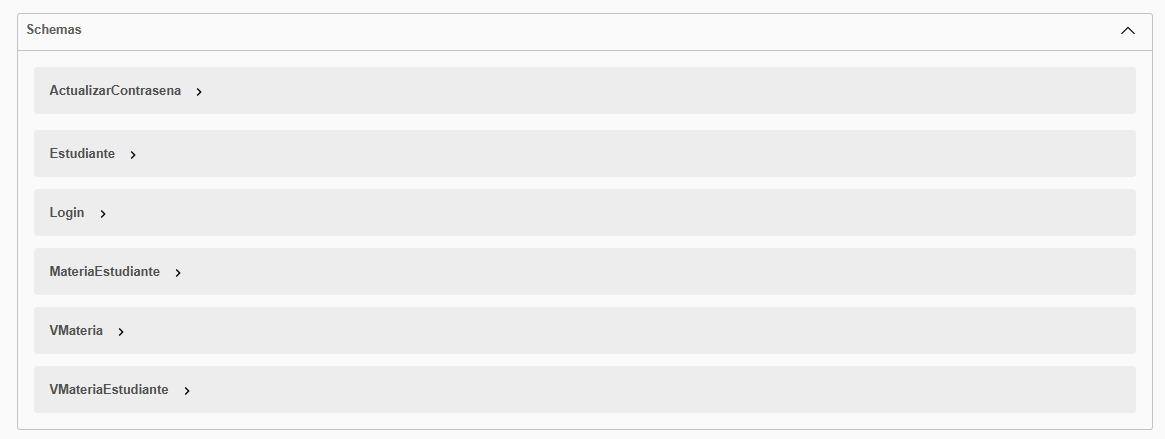 Schemas
ActualizarContrasena
Estudiante
Login
MateriaEstudiante
VMateria
VMateriaEstudiante